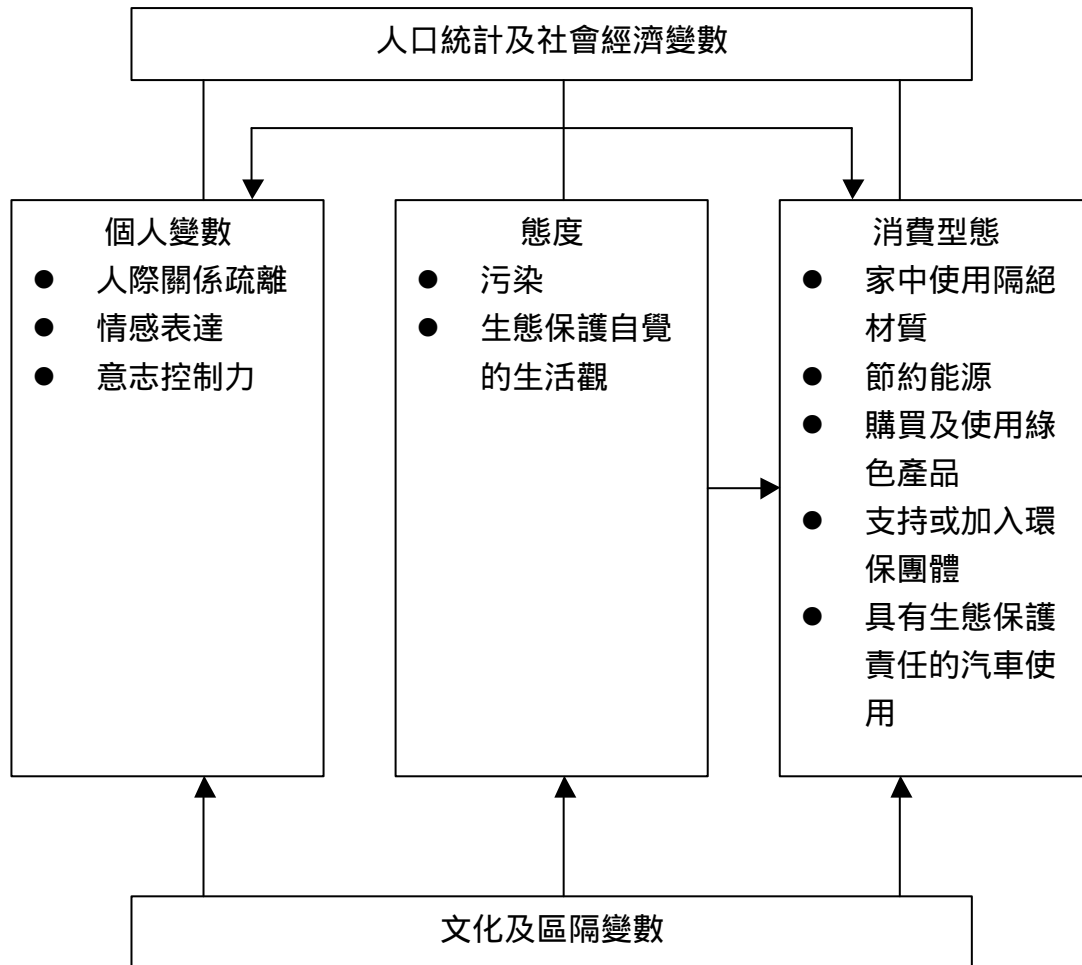 人口統計及社會經濟變數
個人變數
● 人際關係疏離
● 情感表達
● 意志控制力
態度
● 污染
● 生態保護自覺
的生活觀
消費型態
● 家中使用隔絕
材質
● 節約能源
● 購買及使用綠
色產品
● 支持或加入環
保團體
● 具有生態保護
責任的汽車使
用
文化及區隔變數